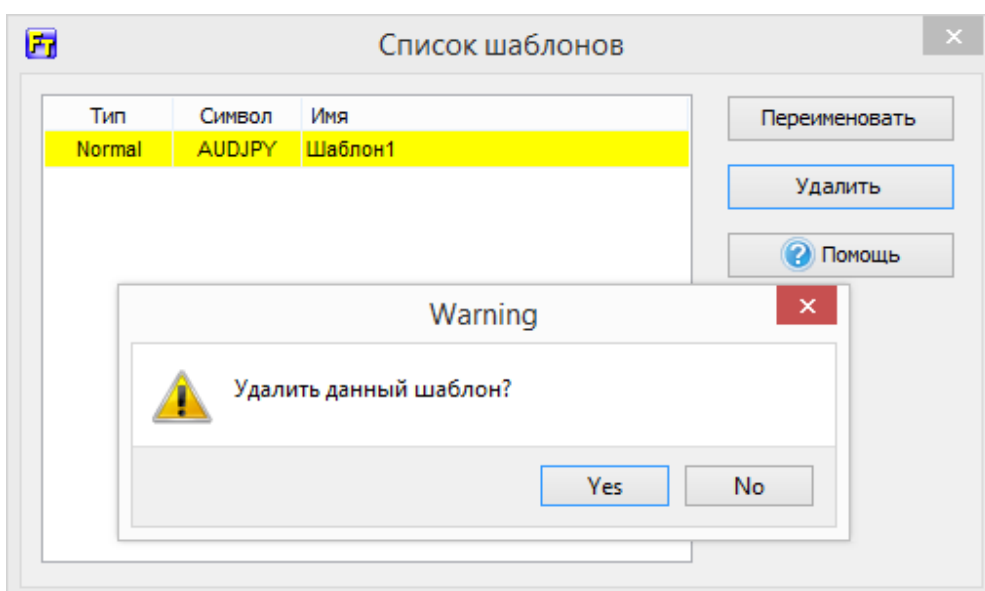 FT
Список шаблонов
Тип Символ Имя
Normal AUDJPY Шаблон1
Переименовать
Удалить
? Помощь
Warning
Удалить данный шаблон?
Yes No